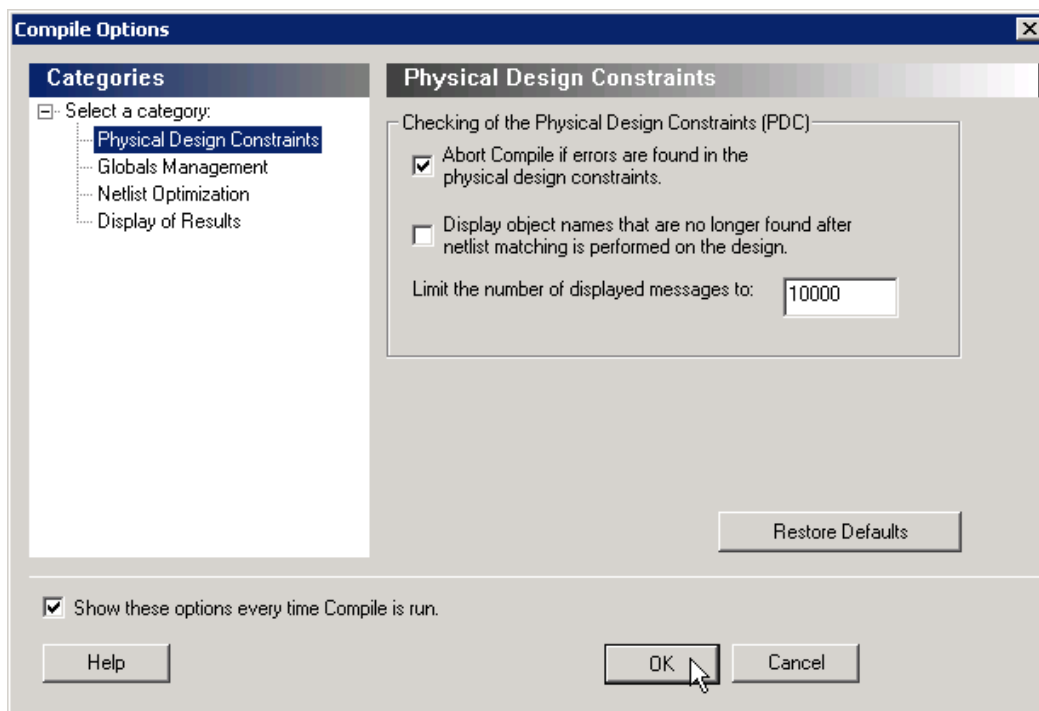 Compile Options
Categories
Select a category:
Physical Design Constraints
Globals Management
Netlist Optimization
Display of Results
Physical Design Constraints
Checking of the Physical Design Constraints (PDC)
Abort Compile if errors are found in the
physical design constraints.
Display object names that are no longer found after
netlist matching is performed on the design.
Limit the number of displayed messages to: 10000
Restore Defaults
Show these options every time Compile is run.
Help OK Cancel